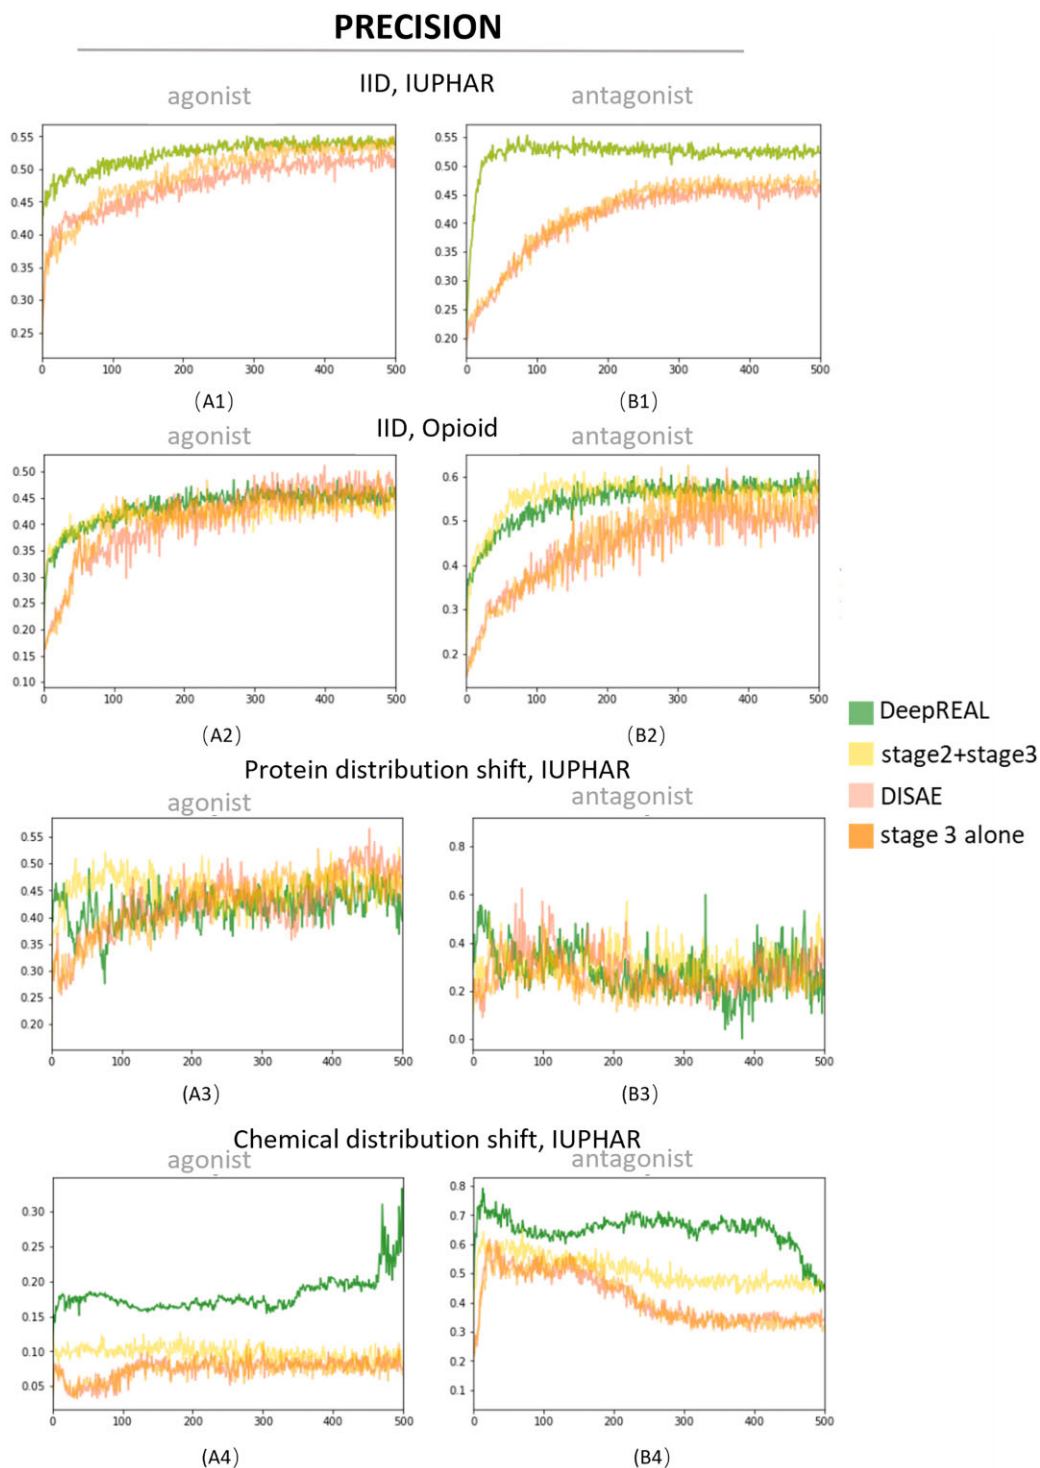 PRECISION
IID, IUPHAR
agonist
antagonist
0.55
0.50
0.45
0.40
0.35
0.30
0.25
0 100 200 300 400 500
(A1)
0.55
0.50
0.45
0.40
0.35
0.30
0.25
0.20
0 100 200 300 400 500
(B1)
IID, Opioid
agonist
antagonist
0.50
0.45
0.40
0.35
0.30
0.25
0.20
0.15
0.10
0 100 200 300 400 500
(A2)
0.6
0.5
0.4
0.3
0.2
0 100 200 300 400 500
(B2)
DeepREAL
stage2+stage3
DISAE
stage 3 alone
Protein distribution shift, IUPHAR
agonist
antagonist
0.55
0.50
0.45
0.40
0.35
0.30
0.25
0.20
0 100 200 300 400 500
(A3)
0.8
0.6
0.4
0.2
0.0
0 100 200 300 400 500
(B3)
Chemical distribution shift, IUPHAR
agonist
antagonist
0.30
0.25
0.20
0.15
0.10
0.05
0 100 200 300 400 500
(A4)
0.8
0.7
0.6
0.5
0.4
0.3
0.2
0.1
0 100 200 300 400 500
(B4)